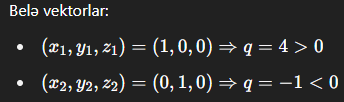 Belə vektorlar:
• (x₁, y₁, z₁) = (1, 0, 0) ⇒ q = 4 > 0
• (x₂, y₂, z₂) = (0, 1, 0) ⇒ q = −1 < 0